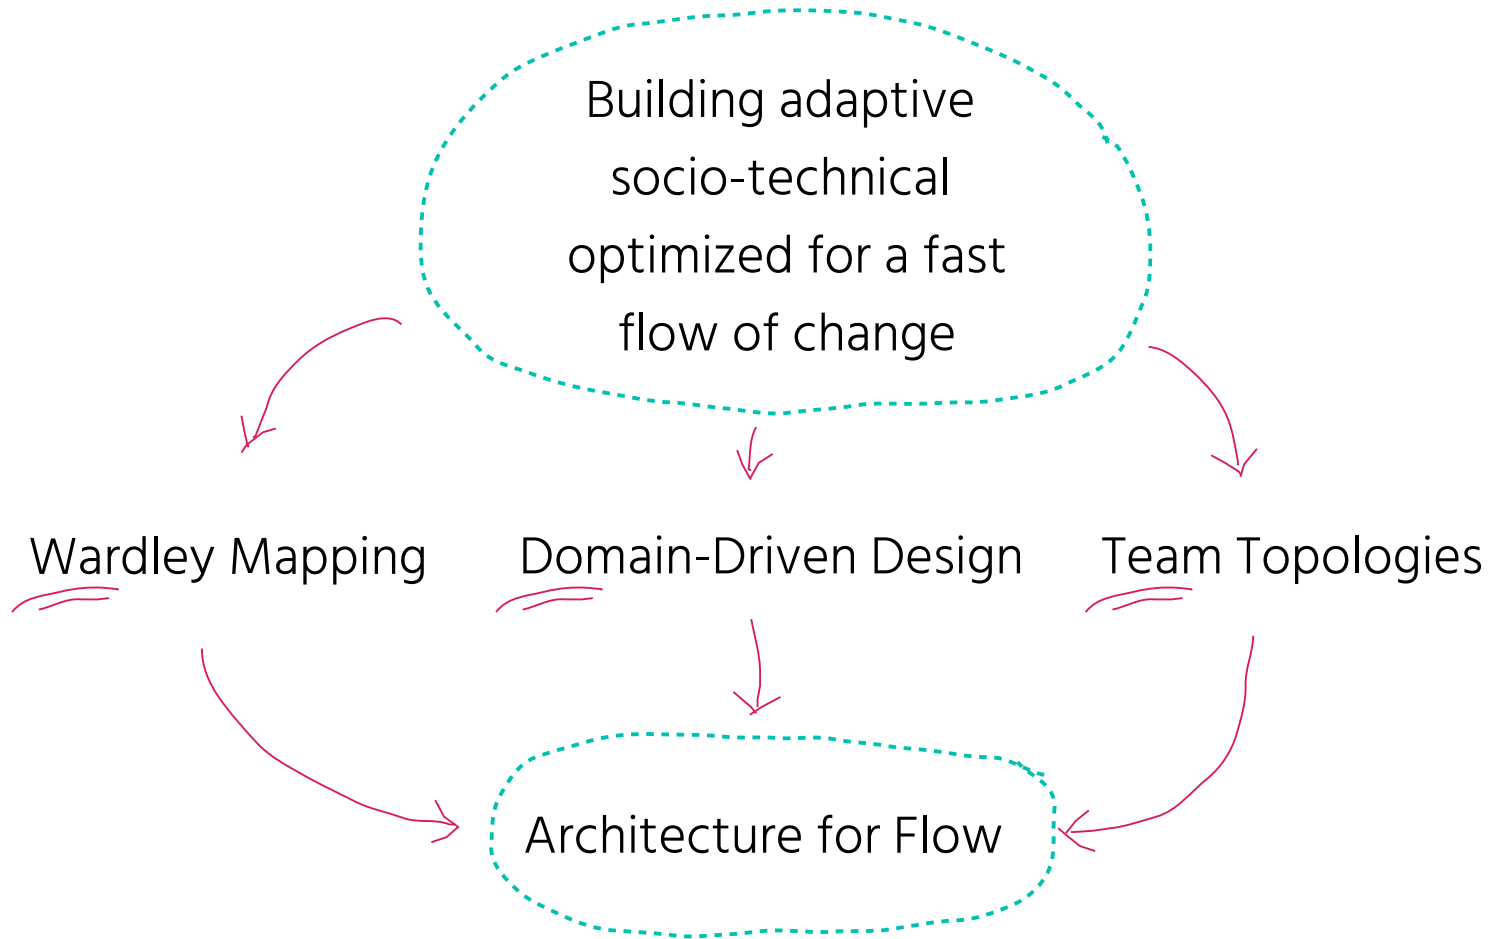 Building adaptive
socio-technical
optimized for a fast
flow of change
Wardley Mapping
Domain-Driven Design
Team Topologies
Architecture for Flow